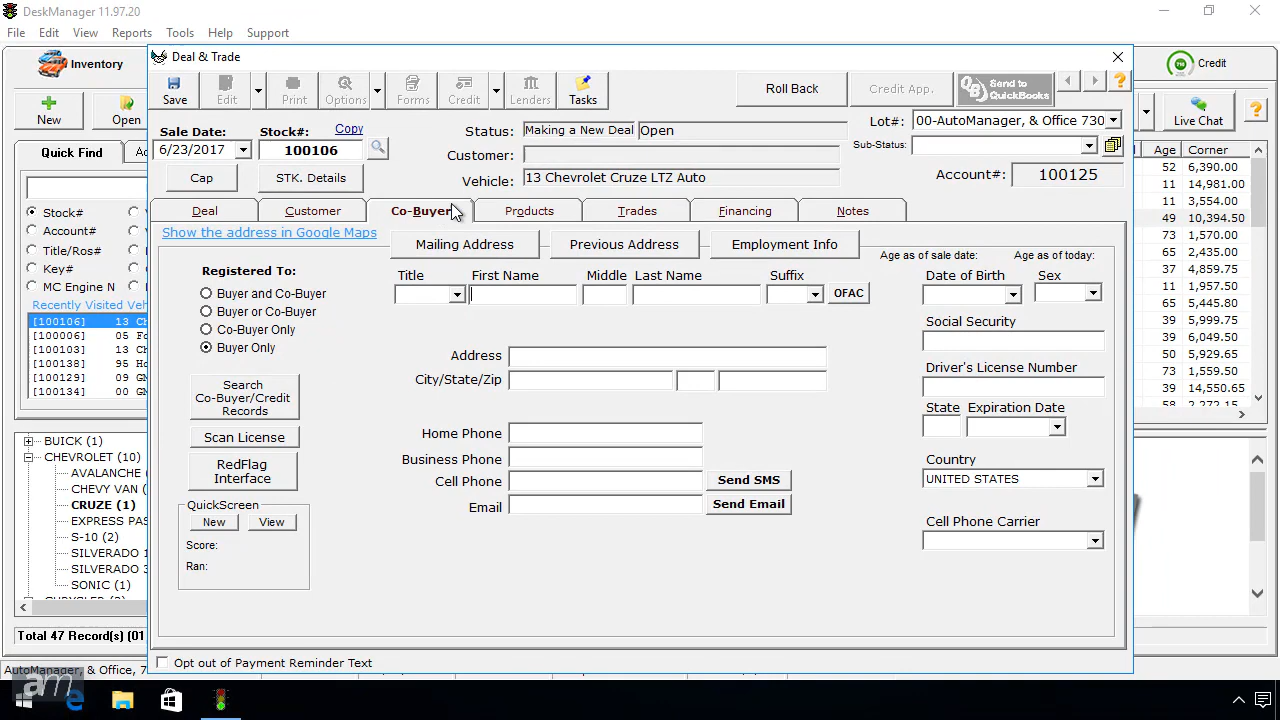 DeskManager 11.97.20
File Edit View Reports Tools Help Support
Inventory
New Open
Quick Find
Stock#
Account#
Title/Ros#
Key#
MC Engine N
Recently Visited Veh
[100106] 13 Ch
[100006] 05 Fo
[100103] 13 Ch
[100138] 95 Ho
[100129] 09 GM
[100134] 00 GM
BUICK (1)
CHEVROLET (10)
AVALANCHE
CHEVY VAN
CRUZE (1)
EXPRESS PAS
S-10 (2)
SILVERADO 1
SILVERADO
SONIC (1)
Total 47 Record(s) (01
AutoManager, & Office, 7
am
Deal & Trade
Save Edit Print Options Forms Credit Lenders Tasks
Roll Back Credit App. Send to QuickBooks
Sale Date: Stock#: Copy
6/23/2017 100106
Cap STK. Details
Status: Making a New Deal Open
Customer:
Vehicle: 13 Chevrolet Cruze LTZ Auto
Lot#: 00-AutoManager, & Office 730
Sub-Status:
Account#: 100125
Deal Customer Co-Buyer Products Trades Financing Notes
Show the address in Google Maps
Mailing Address Previous Address Employment Info
Age as of sale date: Age as of today:
Registered To:
Buyer and Co-Buyer
Buyer or Co-Buyer
Co-Buyer Only
Buyer Only
Search
Co-Buyer/Credit
Records
Scan License
RedFlag
Interface
QuickScreen
New View
Score:
Ran:
Title First Name Middle Last Name Suffix
OFAC
Address
City/State/Zip
Home Phone
Business Phone
Cell Phone
Send SMS
Email
Send Email
Date of Birth Sex
Social Security
Driver's License Number
State Expiration Date
Country
UNITED STATES
Cell Phone Carrier
Opt out of Payment Reminder Text
Credit
Live Chat
Age Corner
52 6,390.00
11 14,981.00
11 3,554.00
49 10,394.50
73 1,570.00
65 2,435.00
37 4,859.75
11 1,957.50
65 5,445.80
49 5,999.75
49 6,049.50
50 5,929.65
73 1,559.50
39 14,550.65
58 2,272.15